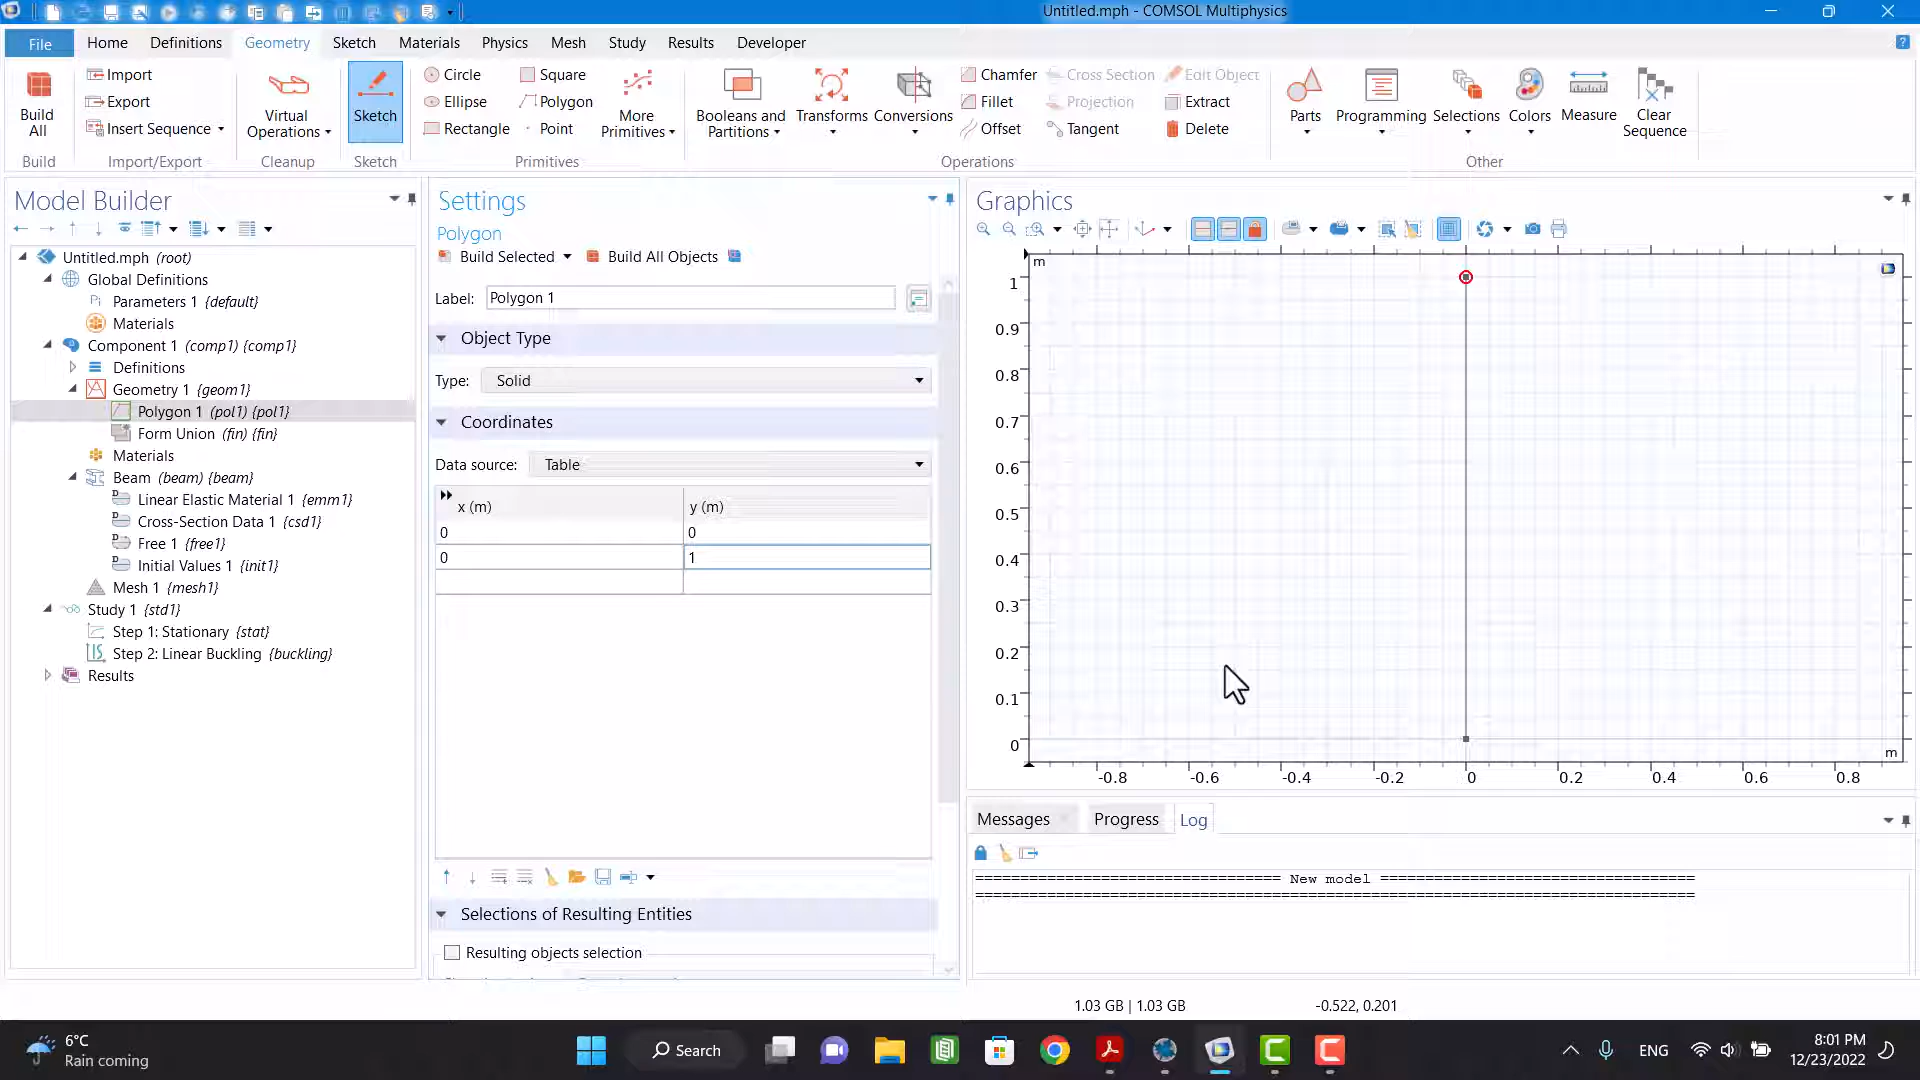 Untitled.mph - COMSOL Multiphysics
File Home Definitions Geometry Sketch Materials Physics Mesh Study Results Developer
Build All
Import
Export
Insert Sequence
Virtual Operations
Sketch
Circle
Ellipse
Rectangle
Square
Polygon
Point
More Primitives
Booleans and Partitions
Transforms
Conversions
Chamfer
Fillet
Offset
Cross Section
Projection
Tangent
Edit Object
Extract
Delete
Parts
Programming
Selections
Colors
Measure
Clear Sequence
Build Import/Export Cleanup Sketch Primitives Operations Other
Model Builder
Untitled.mph (root)
Global Definitions
Pi Parameters 1 {default}
Materials
Component 1 (comp1) {comp1}
Definitions
Geometry 1 {geom1}
Polygon 1 (pol1) {pol1}
Form Union (fin) {fin}
Materials
Beam (beam) {beam}
D Linear Elastic Material 1 {emm1}
D Cross-Section Data 1 {csd1}
D Free 1 {free1}
D Initial Values 1 {init1}
Mesh 1 {mesh1}
Study 1 {std1}
Step 1: Stationary {stat}
Step 2: Linear Buckling {buckling}
Results
Settings
Polygon
Build Selected Build All Objects
Label: Polygon 1
Object Type
Type: Solid
Coordinates
Data source: Table
x (m) y (m)
0 0
0 1
Selections of Resulting Entities
Resulting objects selection
Graphics
m
1
0.9
0.8
0.7
0.6
0.5
0.4
0.3
0.2
0.1
0
m
-0.8 -0.6 -0.4 -0.2 0 0.2 0.4 0.6 0.8
Messages Progress Log
================================== New model ===================================
================================================================================
1.03 GB | 1.03 GB -0.522, 0.201
6°C
Rain coming
Search
ENG
8:01 PM
12/23/2022